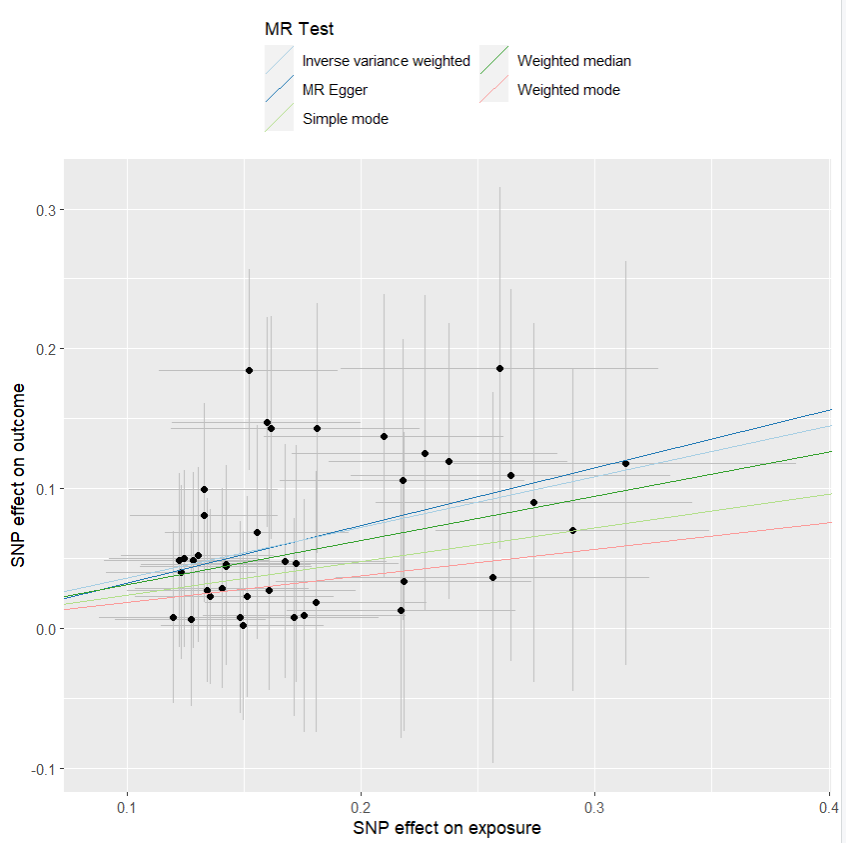 MR Test
Inverse variance weighted
Weighted median
MR Egger
Weighted mode
Simple mode
SNP effect on outcome
0.3
0.2
0.1
0.0
-0.1
0.1
0.2
0.3
0.4
SNP effect on exposure